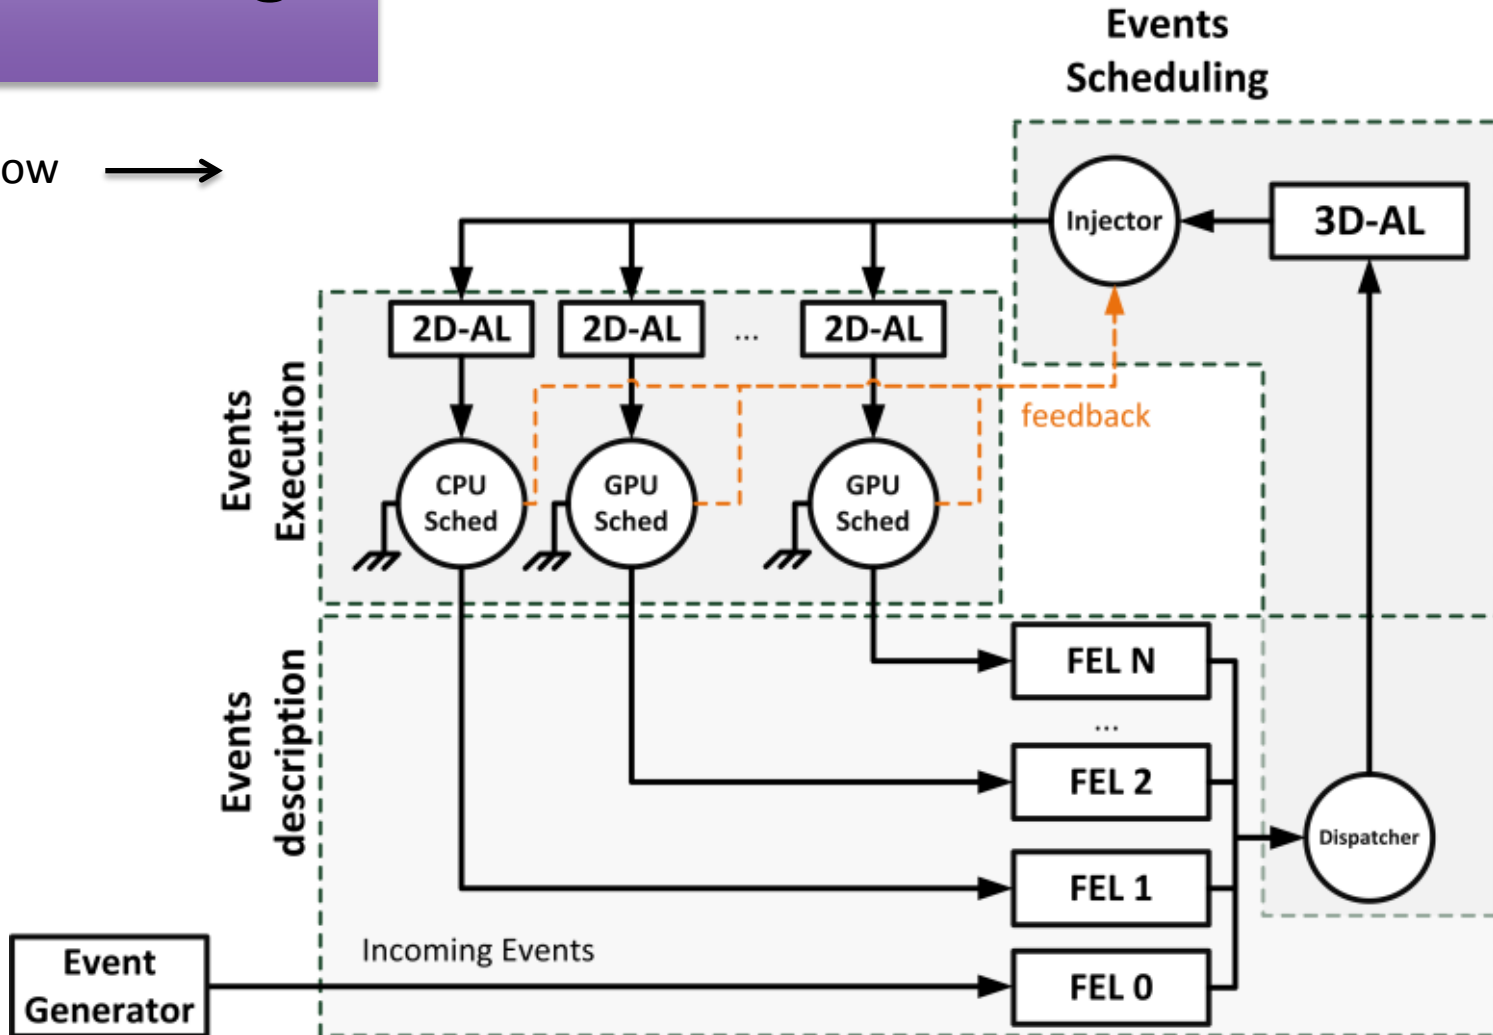 Events
Scheduling
ow
Injector
3D-AL
2D-AL
2D-AL
...
2D-AL
Events
Execution
feedback
CPU
Sched
GPU
Sched
GPU
Sched
Events
description
FEL N
...
FEL 2
Dispatcher
FEL 1
Incoming Events
Event
Generator
FEL 0